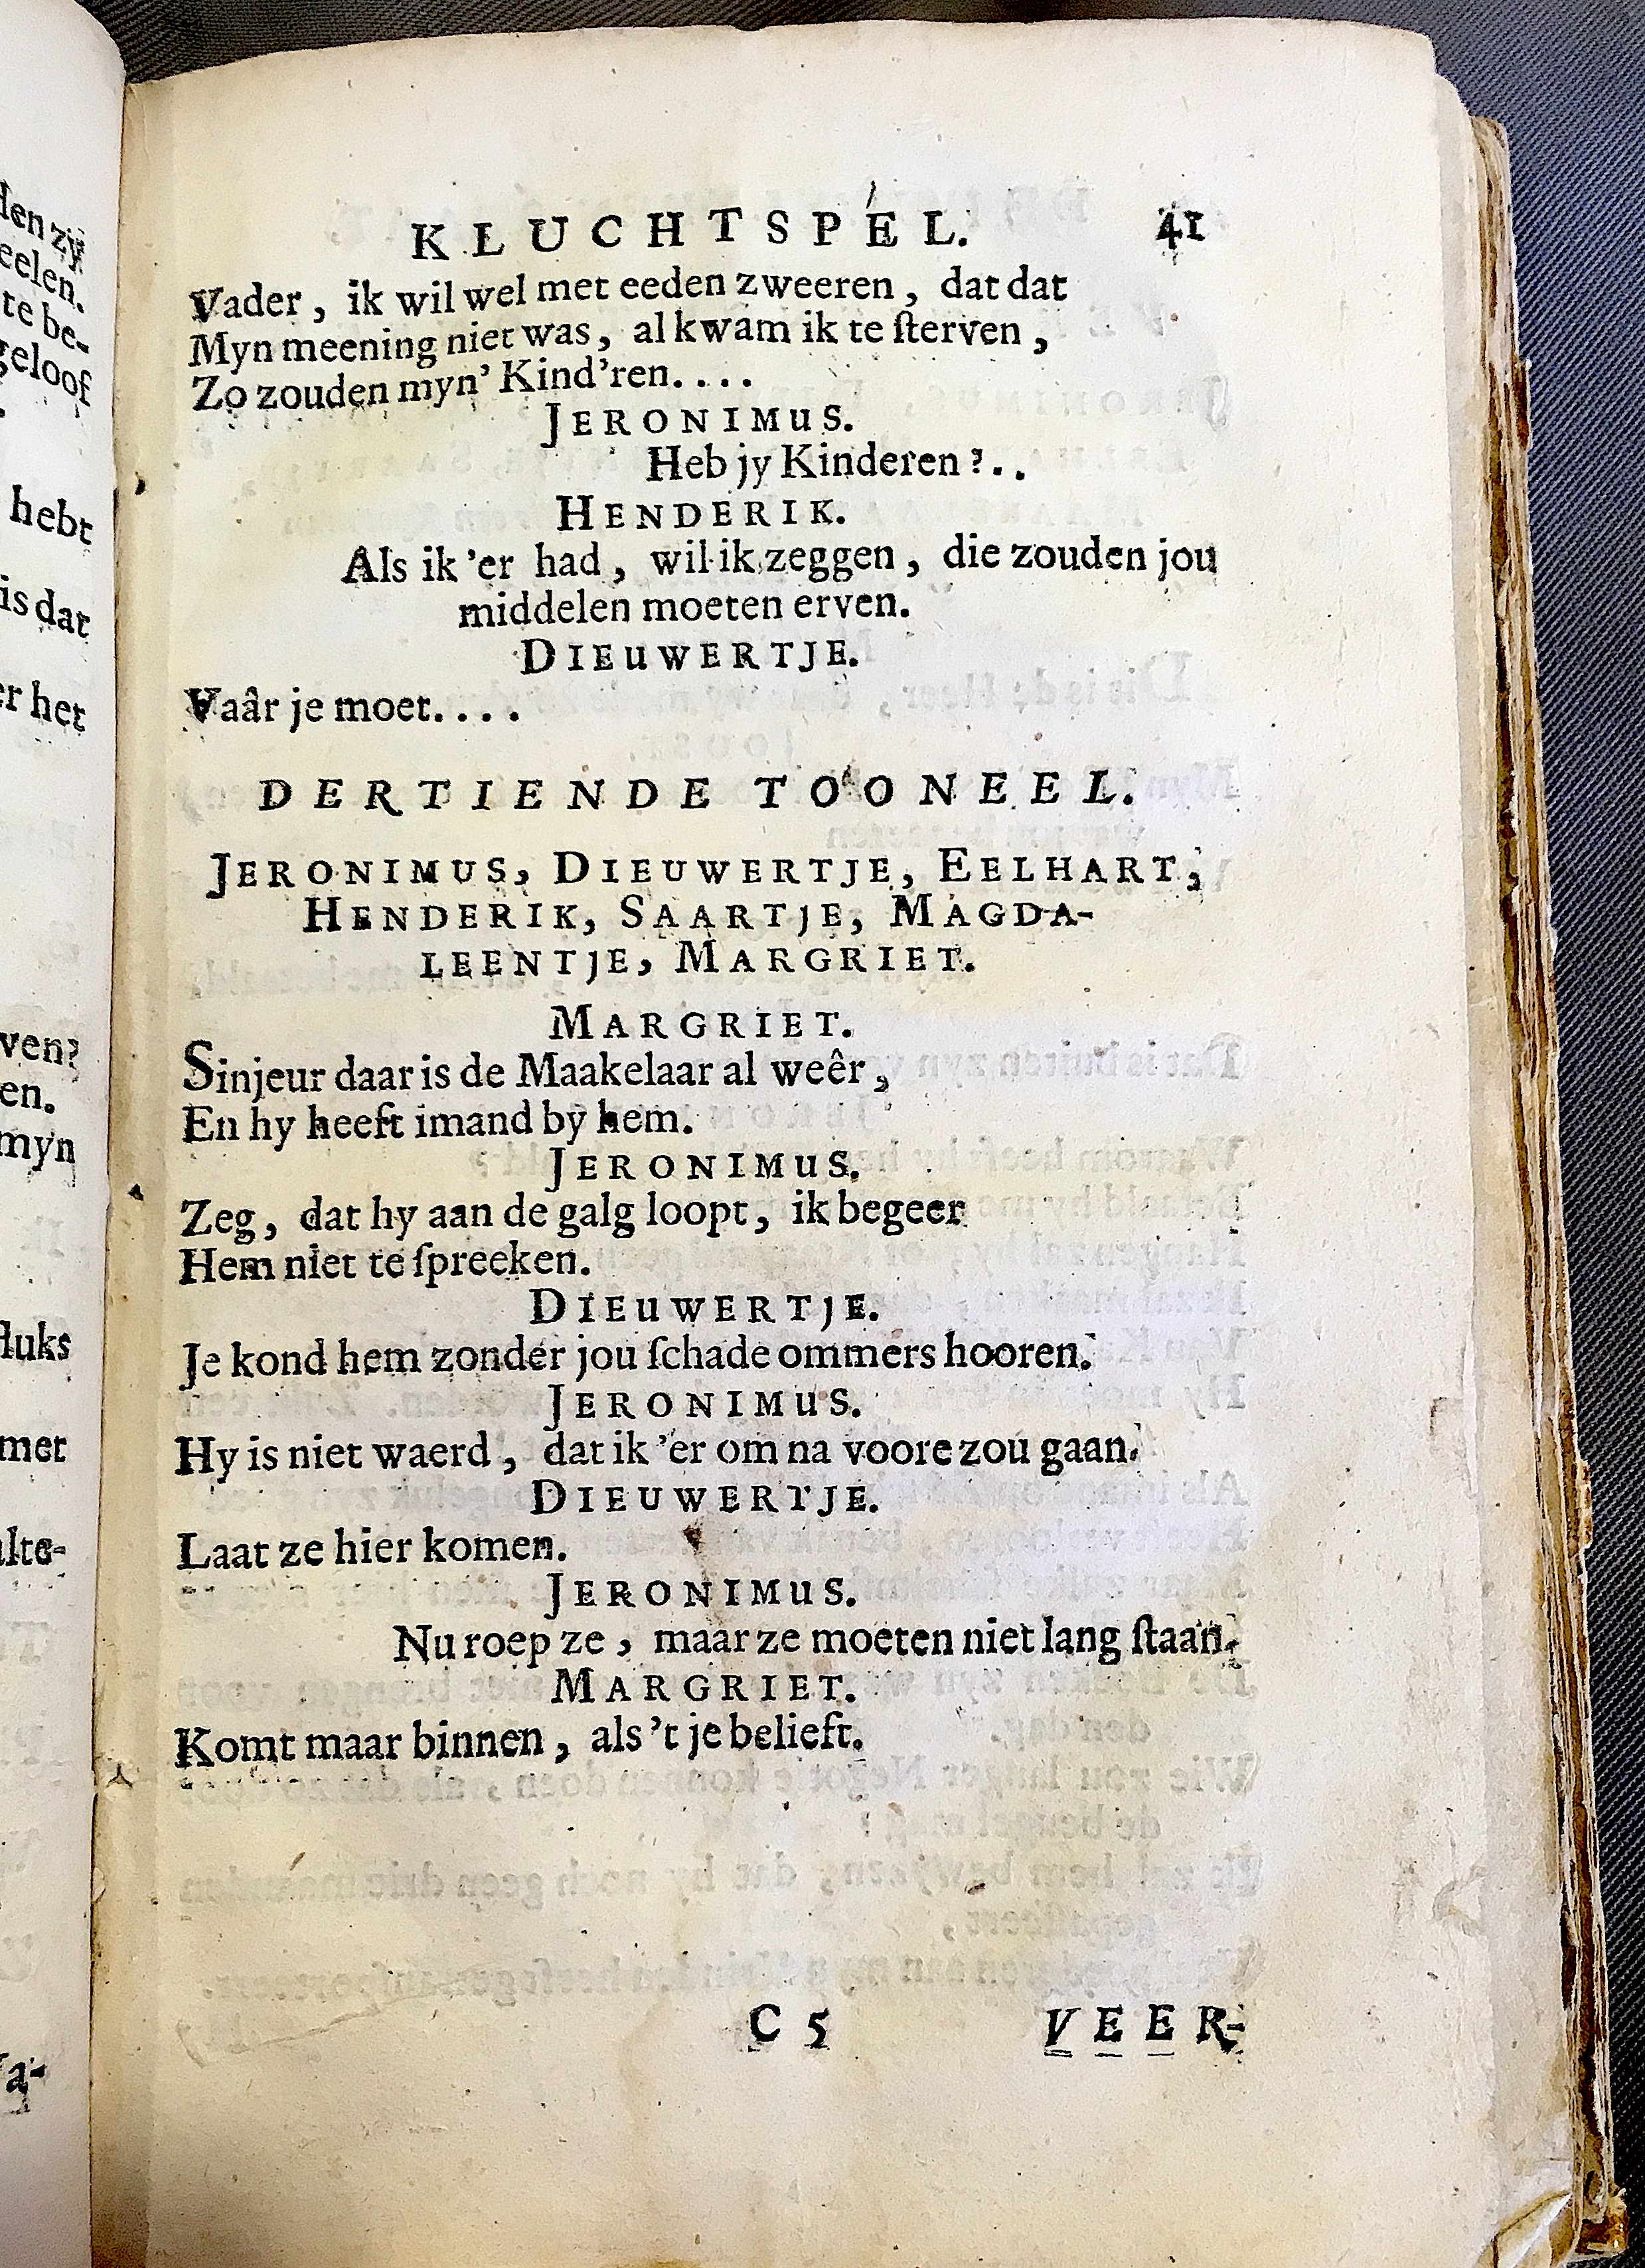 KLUCHTSPEL. 41
Vader, ik wil wel met eeden zweeren, dat dat
Myn meening niet was, al kwam ik te ſterven,
Zo zouden myn' Kind'ren....
JERONIMUS.
Heb jy Kinderen?..
HENDERIK.
Als ik 'er had, wil ik zeggen, die zouden jou
middelen moeten erven.
DIEUWERTJE.
Vaâr je moet....
DERTIENDE TOONEEL.
JERONIMUS, DIEUWERTJE, EELHART,
HENDERIK, SAARTJE, MAGDA-
LEENTJE, MARGRIET.
MARGRIET.
Sinjeur daar is de Maakelaar al weêr,
En hy heeft imand by hem.
JERONIMUS.
Zeg, dat hy aan de galg loopt, ik begeer
Hem niet te ſpreeken.
DIEUWERTJE.
Je kond hem zonder jou ſchade ommers hooren.
JERONIMUS.
Hy is niet waerd, dat ik 'er om na voore zou gaan.
DIEUWERTJE.
Laat ze hier komen.
JERONIMUS.
Nu roep ze, maar ze moeten niet lang ſtaan.
MARGRIET.
Komt maar binnen, als 't je belieft.
C 5 VEER-